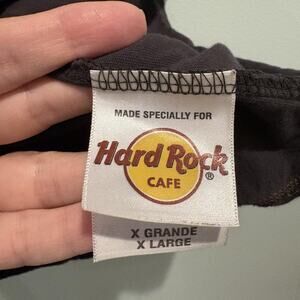 MADE SPECIALLY FOR
Hard Rock®
CAFE
X GRANDE
X LARGE